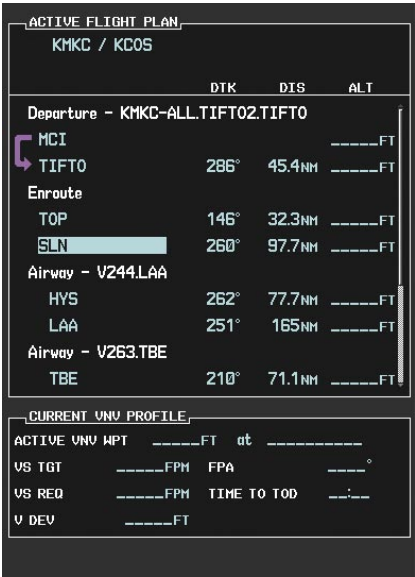 ACTIVE FLIGHT PLAN
KMKC / KCOS
DTK DIS ALT
Departure - KMKC-ALL.TIFTO2.TIFTO
MCI _____FT
TIFTO 286° 45.4NM _____FT
Enroute
TOP 146° 32.3NM _____FT
SLN 260° 97.7NM _____FT
Airway - V244.LAA
HYS 262° 77.7NM _____FT
LAA 251° 165NM _____FT
Airway - V263.TBE
TBE 210° 71.1NM _____FT
CURRENT VNV PROFILE
ACTIVE VNV WPT _____FT at __________
VS TGT _____FPM FPA ____°
VS REQ _____FPM TIME TO TOD __:__
V DEV _____FT